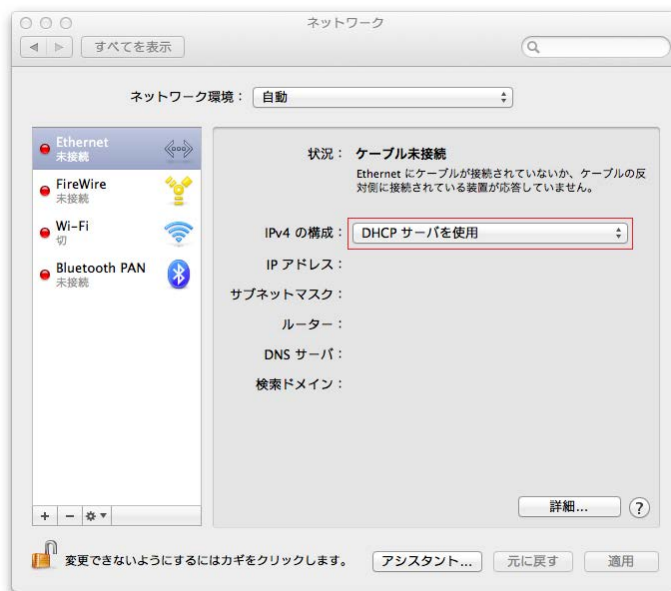 ネットワーク
すべてを表示
ネットワーク環境： 自動
Ethernet
未接続
FireWire
未接続
Wi-Fi
切
Bluetooth PAN
未接続
状況： ケーブル未接続
Ethernet にケーブルが接続されていないか、ケーブルの反
対側に接続されている装置が応答していません。
IPv4 の構成： DHCP サーバを使用
IP アドレス：
サブネットマスク：
ルーター：
DNS サーバ：
検索ドメイン：
詳細... ?
変更できないようにするにはカギをクリックします。 アシスタント... 元に戻す 適用